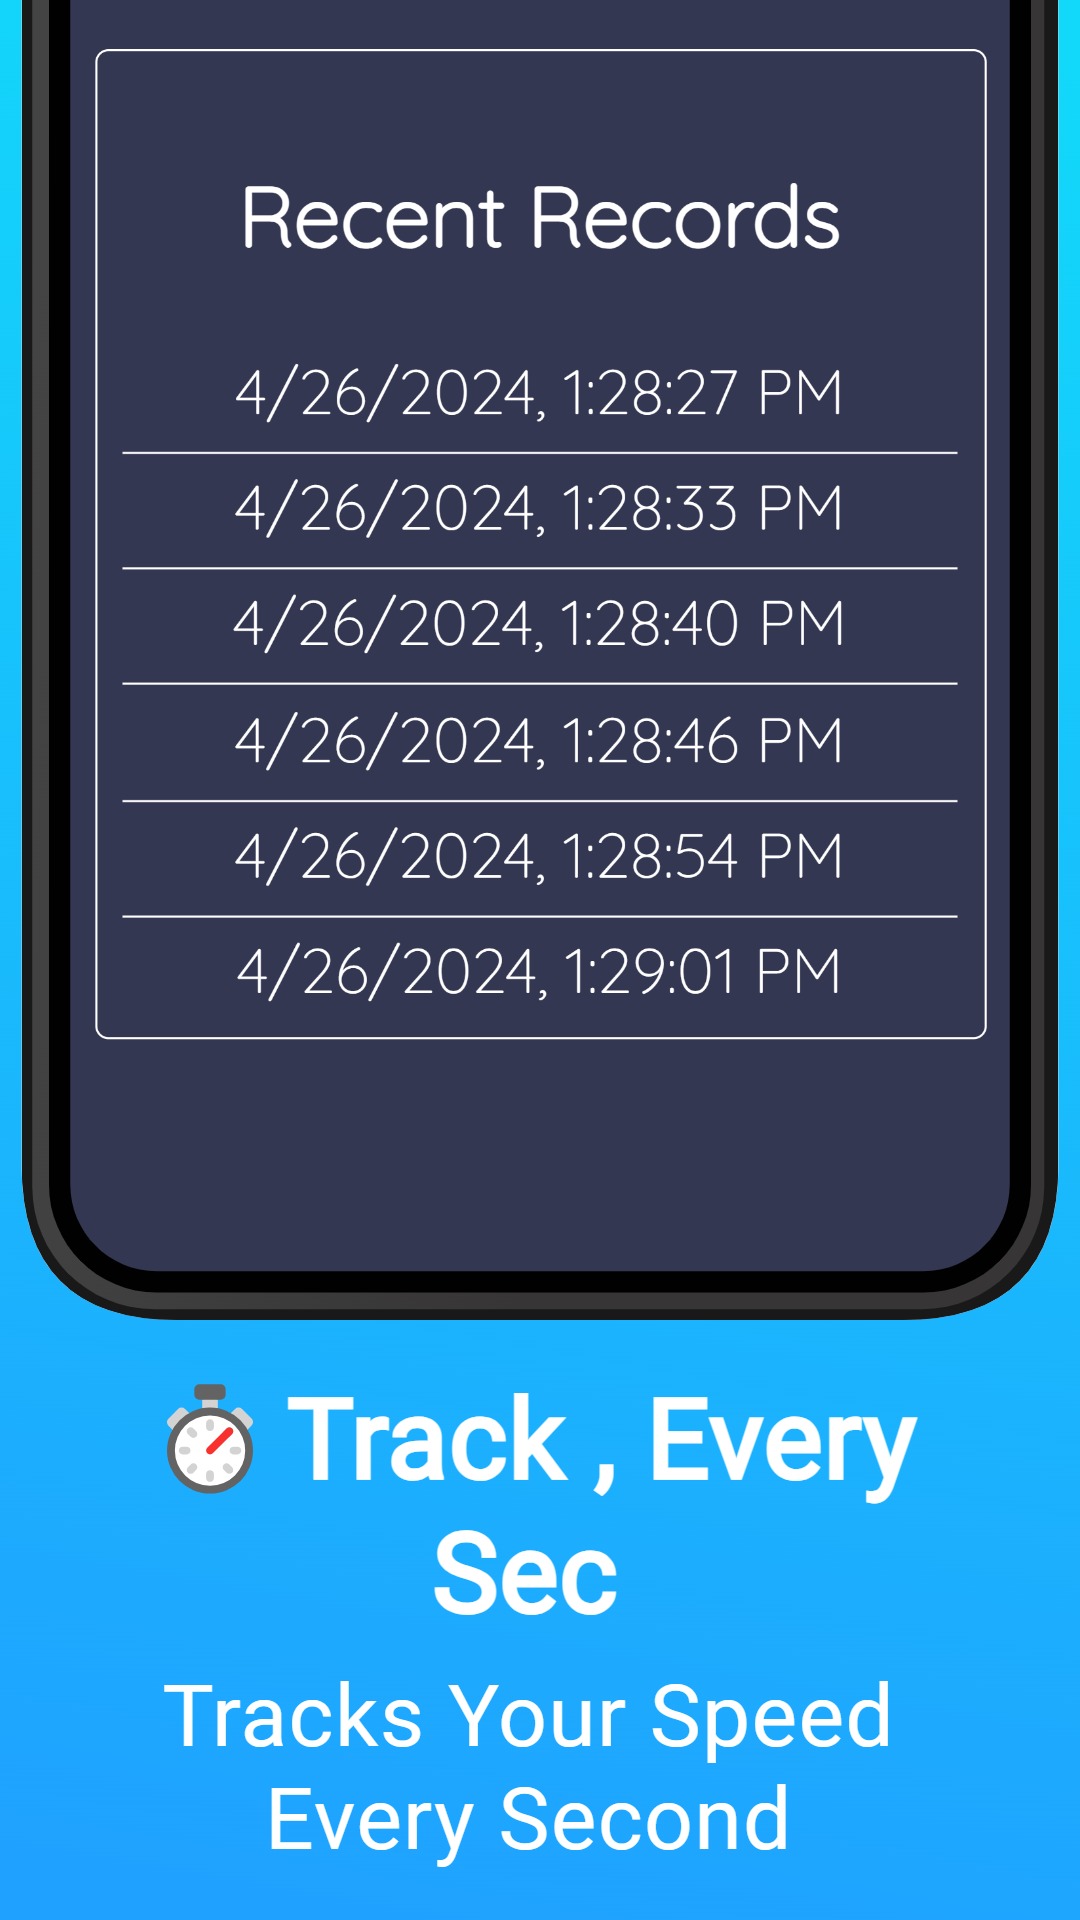 Recent Records
4/26/2024, 1:28:27 PM
4/26/2024, 1:28:33 PM
4/26/2024, 1:28:40 PM
4/26/2024, 1:28:46 PM
4/26/2024, 1:28:54 PM
4/26/2024, 1:29:01 PM
⏱️ Track , Every
Sec
Tracks Your Speed
Every Second